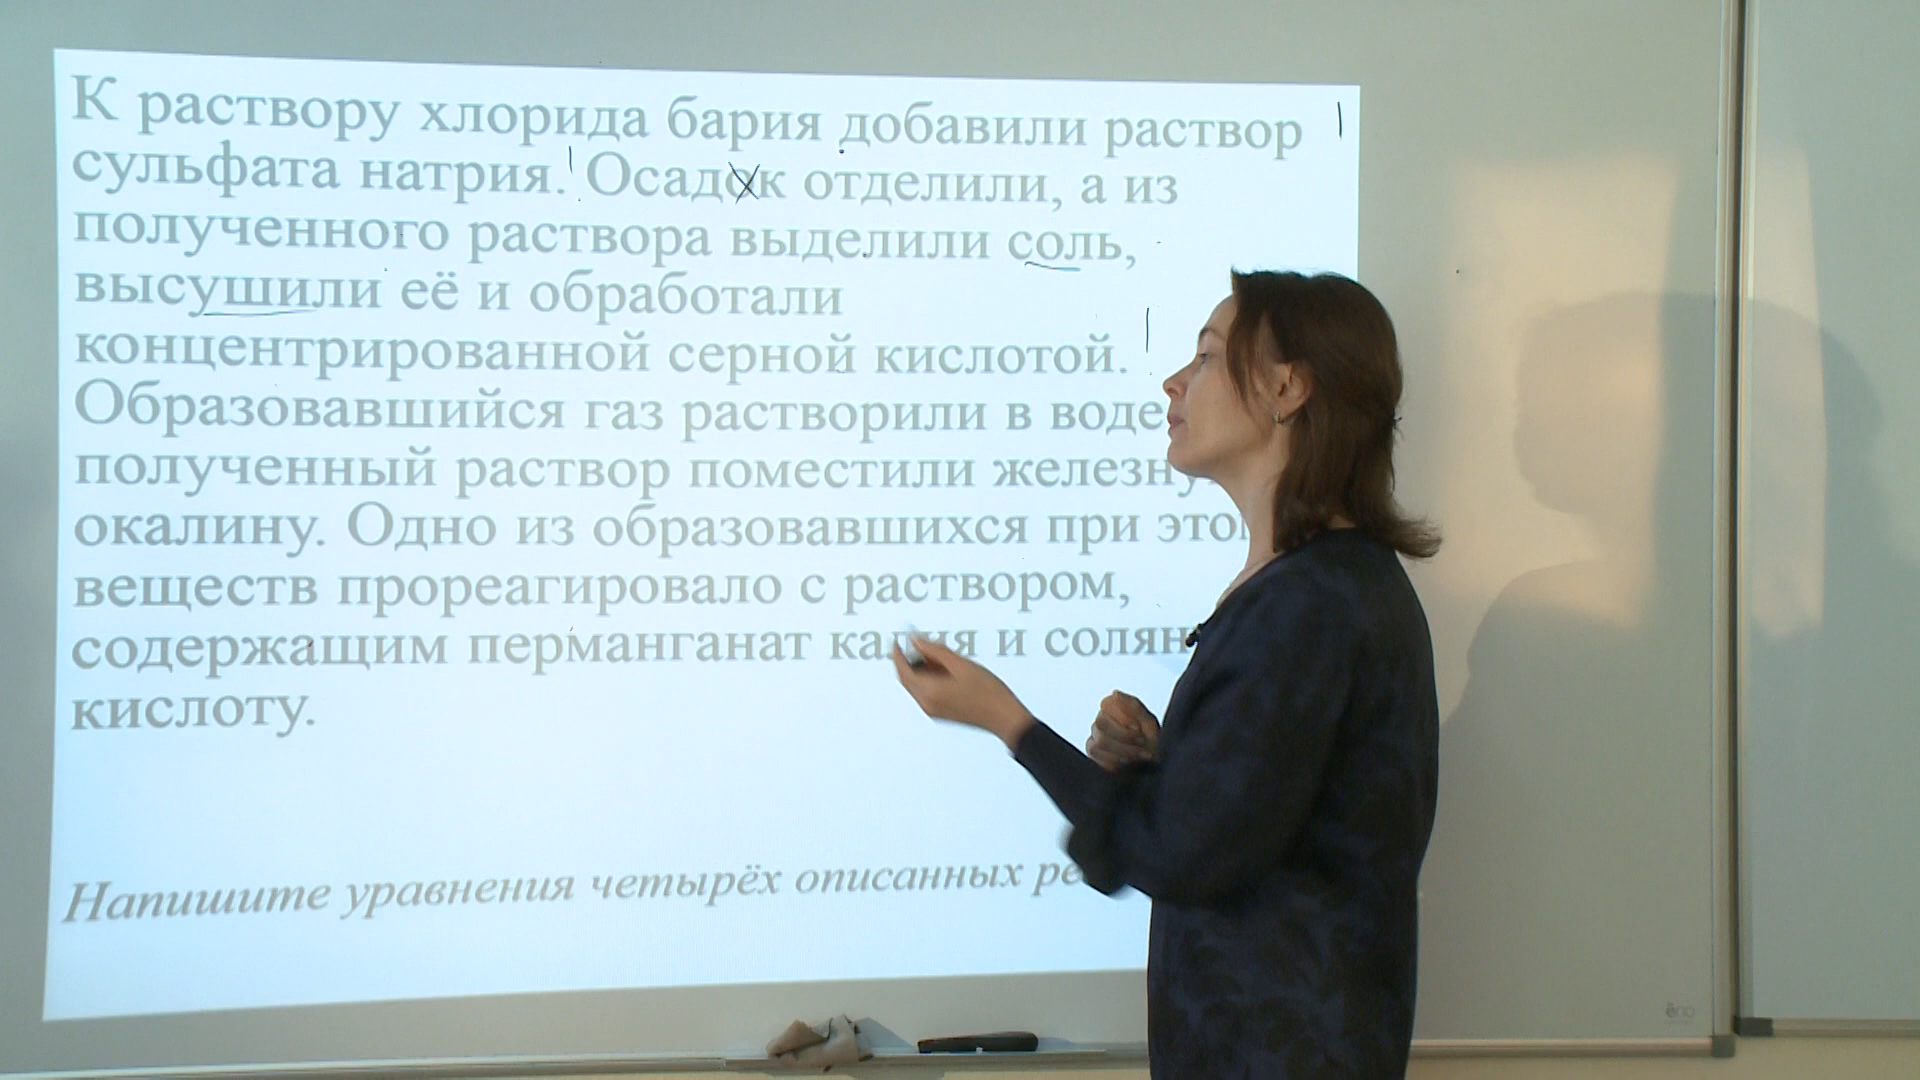 К раствору хлорида бария добавили раствор
сульфата натрия. Осадок отделили, а из
полученного раствора выделили соль,
высушили её и обработали
концентрированной серной кислотой.
Образовавшийся газ растворили в воде
полученный раствор поместили
окалину. Одно из образовавшихся при
веществ прореагировало с раствором,
содержащим перманганат калия и
кислоту.
Напишите уравнения четырёх описанных